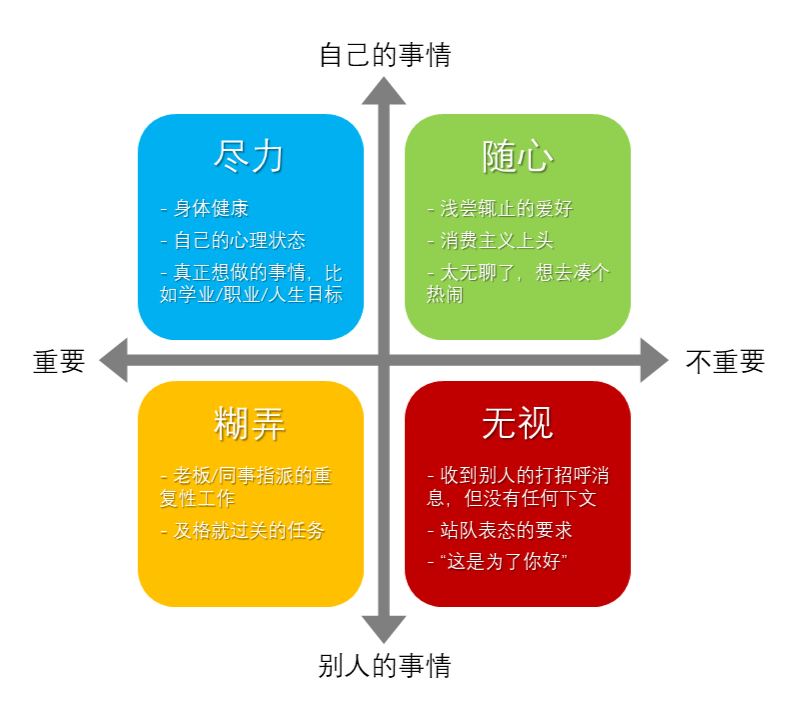 自己的事情
尽力
- 身体健康
- 自己的心理状态
- 真正想做的事情，比
如学业/职业/人生目标
随心
- 浅尝辄止的爱好
- 消费主义上头
- 太无聊了，想去凑个
热闹
重要
不重要
糊弄
- 老板/同事指派的重
复性工作
- 及格就过关的任务
无视
- 收到别人的打招呼消
息，但没有任何下文
- 站队表态的要求
- “这是为了你好”
别人的事情